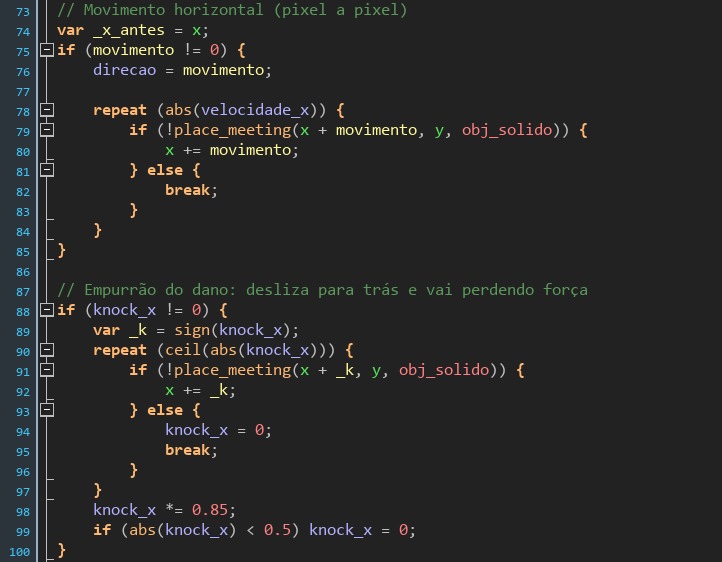 73 // Movimento horizontal (pixel a pixel)
74 var _x_antes = x;
75 if (movimento != 0) {
76     direcao = movimento;
77
78     repeat (abs(velocidade_x)) {
79         if (!place_meeting(x + movimento, y, obj_solido)) {
80             x += movimento;
81         } else {
82             break;
83         }
84     }
85 }
86
87 // Empurrão do dano: desliza para trás e vai perdendo força
88 if (knock_x != 0) {
89     var _k = sign(knock_x);
90     repeat (ceil(abs(knock_x))) {
91         if (!place_meeting(x + _k, y, obj_solido)) {
92             x += _k;
93         } else {
94             knock_x = 0;
95             break;
96         }
97     }
98     knock_x *= 0.85;
99     if (abs(knock_x) < 0.5) knock_x = 0;
100 }